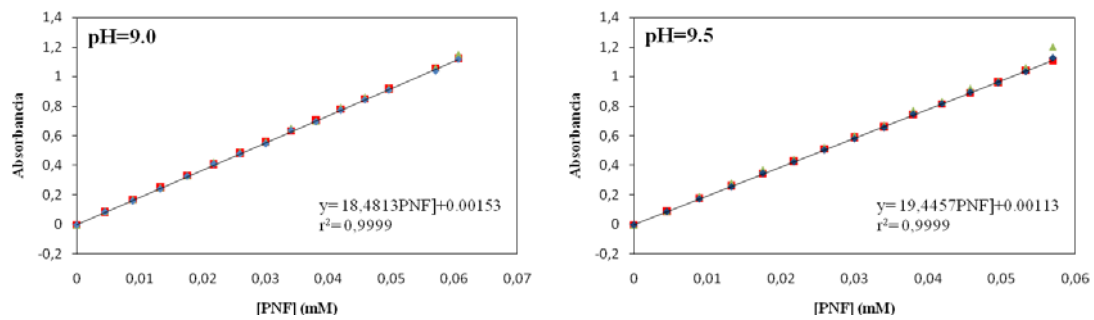 pH=9.0
Absorbancia
1,4
1,2
1
0,8
0,6
0,4
0,2
0
-0,2
y= 18,4813PNF]+0.00153
r²= 0,9999
0 0,01 0,02 0,03 0,04 0,05 0,06 0,07
[PNF] (mM)
pH=9.5
Absorbancia
1,4
1,2
1
0,8
0,6
0,4
0,2
0
-0,2
y= 19,4457PNF]+0.00113
r²= 0,9999
0 0,01 0,02 0,03 0,04 0,05 0,06
[PNF] (mM)